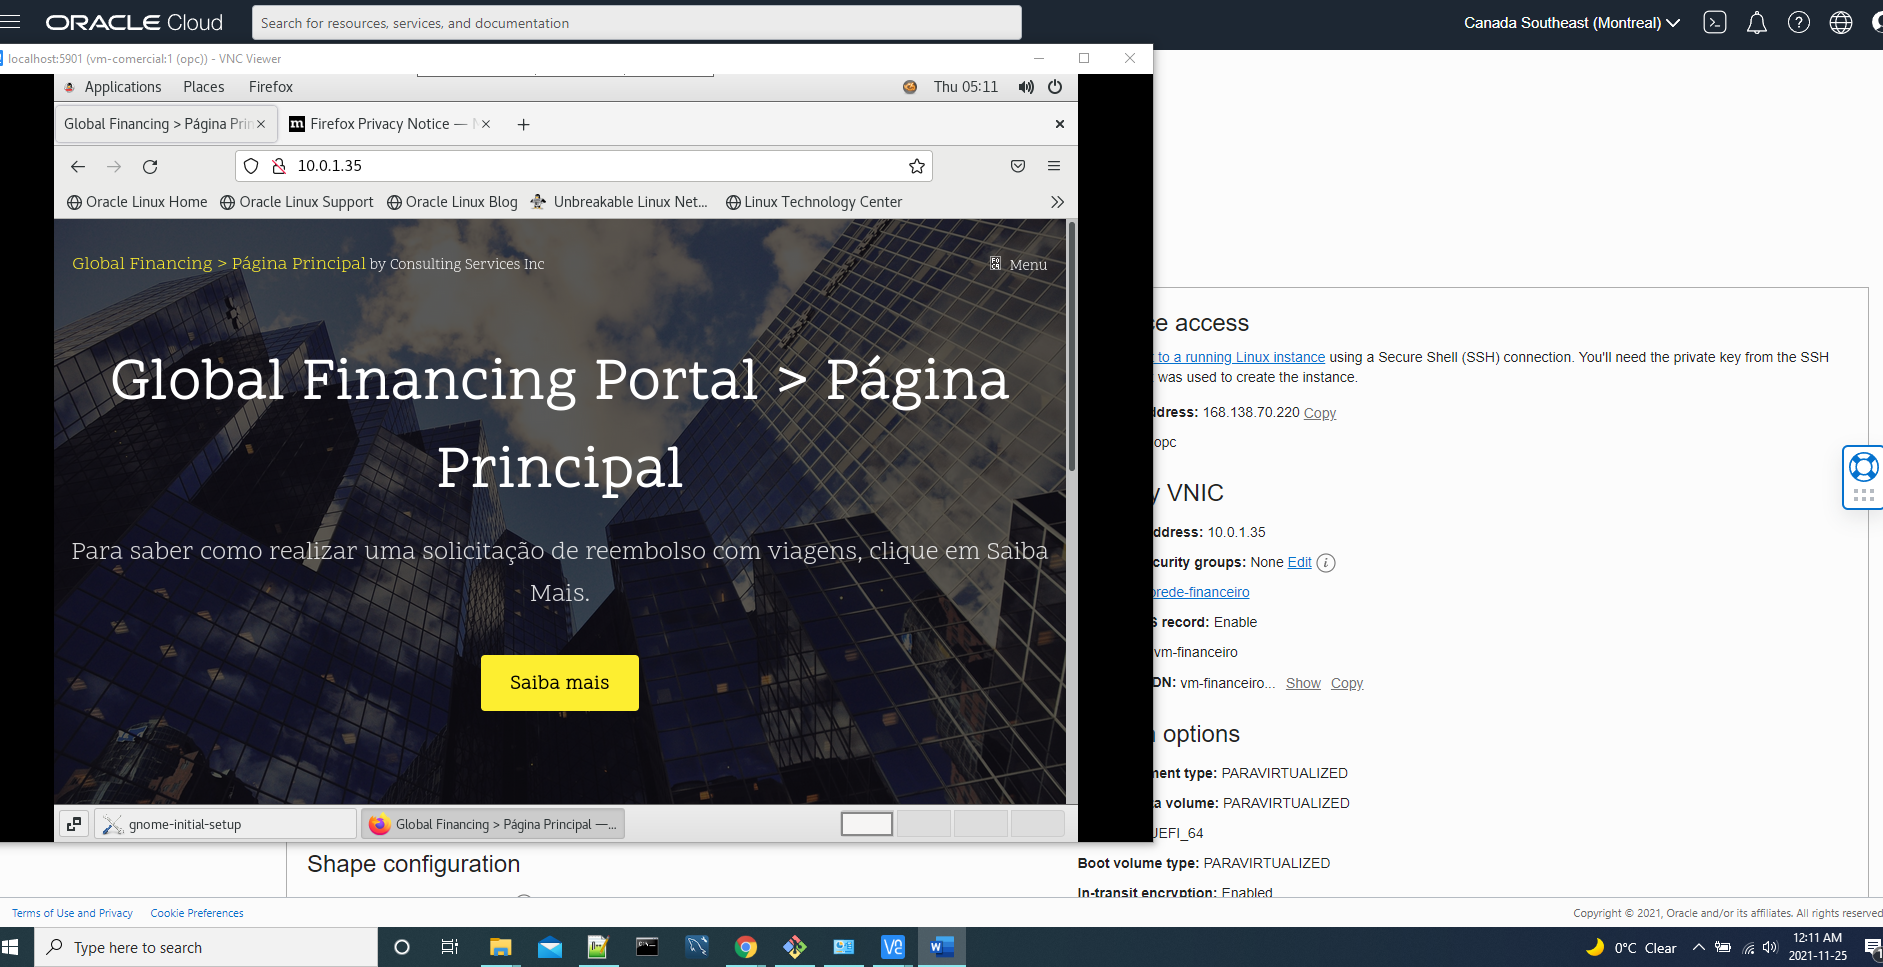 ORACLE Cloud
Search for resources, services, and documentation
Canada Southeast (Montreal)
localhost:5901 (vm-comercial:1 (opc)) - VNC Viewer
Applications Places Firefox
Thu 05:11
Global Financing > Página Prin
Firefox Privacy Notice —
10.0.1.35
Oracle Linux Home Oracle Linux Support Oracle Linux Blog Unbreakable Linux Net... Linux Technology Center
Global Financing > Página Principal by Consulting Services Inc
Menu
Global Financing Portal > Página
Principal
Para saber como realizar uma solicitação de reembolso com viagens, clique em Saiba
Mais.
Saiba mais
gnome-initial-setup
Global Financing > Página Principal —...
access
to a running Linux instance using a Secure Shell (SSH) connection. You'll need the private key from the SSH
was used to create the instance.
168.138.70.220 Copy
opc
VNIC
10.0.1.35
groups: None Edit
record: Enable
vm-financeiro
vm-financeiro... Show Copy
options
type: PARAVIRTUALIZED
volume: PARAVIRTUALIZED
UEFI_64
Shape configuration
Boot volume type: PARAVIRTUALIZED
In-transit encryption: Enabled
Terms of Use and Privacy Cookie Preferences
Copyright © 2021, Oracle and/or its affiliates. All rights reserved
Type here to search
0°C Clear
12:11 AM
2021-11-25